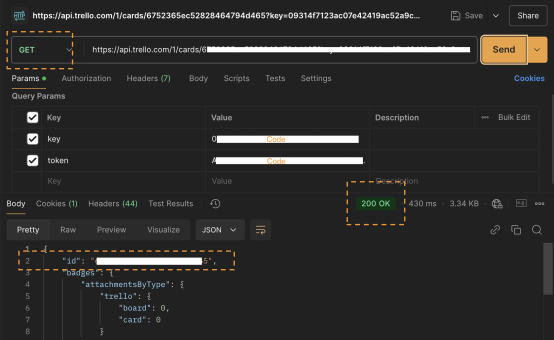 HTTP https://api.trello.com/1/cards/6752365ec52828464794d465?key=09314f7123ac07e42419ac52a9c... Save Share
GET https://api.trello.com/1/cards/6 Send
Params Authorization Headers (7) Body Scripts Tests Settings Cookies
Query Params
Key Value Description Bulk Edit
key 0 Code
token A Code
Key Value Description
Body Cookies (1) Headers (44) Test Results 200 OK 430 ms 3.34 KB
Pretty Raw Preview Visualize JSON
1 {
2 "id": " 5",
3 "badges": {
4 "attachmentsByType": {
5 "trello": {
6 "board": 0,
7 "card": 0
8 }